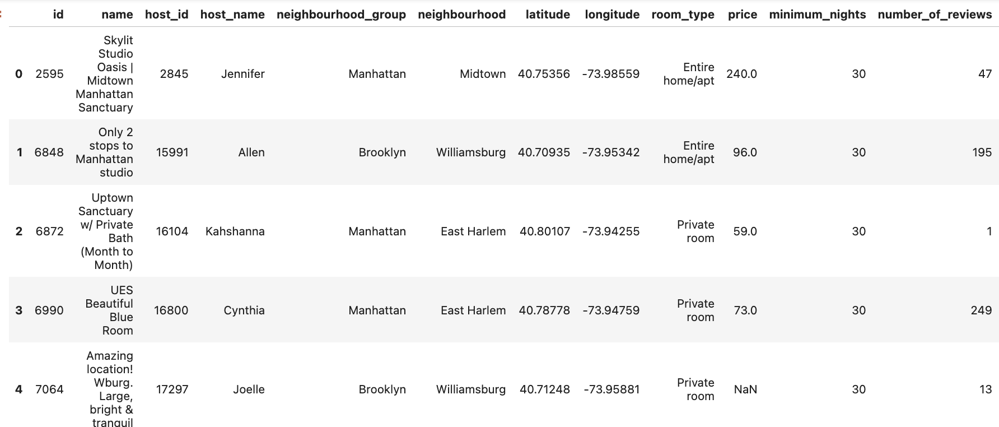 id name host_id host_name neighbourhood_group neighbourhood latitude longitude room_type price minimum_nights number_of_reviews
Skylit
Studio
Oasis |
Midtown
Manhattan
Sanctuary
0 2595 2845 Jennifer Manhattan Midtown 40.75356 -73.98559 Entire home/apt 240.0 30 47
Only 2
stops to
Manhattan
studio
1 6848 15991 Allen Brooklyn Williamsburg 40.70935 -73.95342 Entire home/apt 96.0 30 195
Uptown
Sanctuary
w/ Private
Bath
(Month to
Month)
2 6872 16104 Kahshanna Manhattan East Harlem 40.80107 -73.94255 Private room 59.0 30 1
UES
Beautiful
Blue
Room
3 6990 16800 Cynthia Manhattan East Harlem 40.78778 -73.94759 Private room 73.0 30 249
Amazing
location!
Wburg.
Large,
bright &
tranquil
4 7064 17297 Joelle Brooklyn Williamsburg 40.71248 -73.95881 Private room NaN 30 13